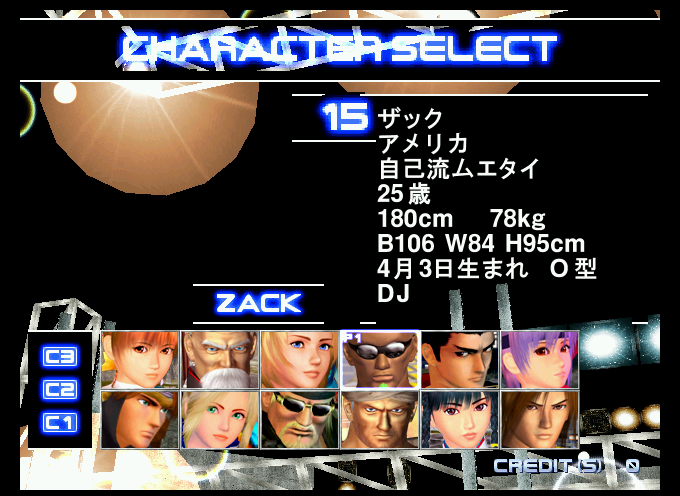 CHARACTER SELECT
15
ザック
アメリカ
自己流ムエタイ
25歳
180cm 78kg
B106 W84 H95cm
4月3日生まれ O型
DJ
ZACK
P1
C3
C2
C1
CREDIT(S) 0